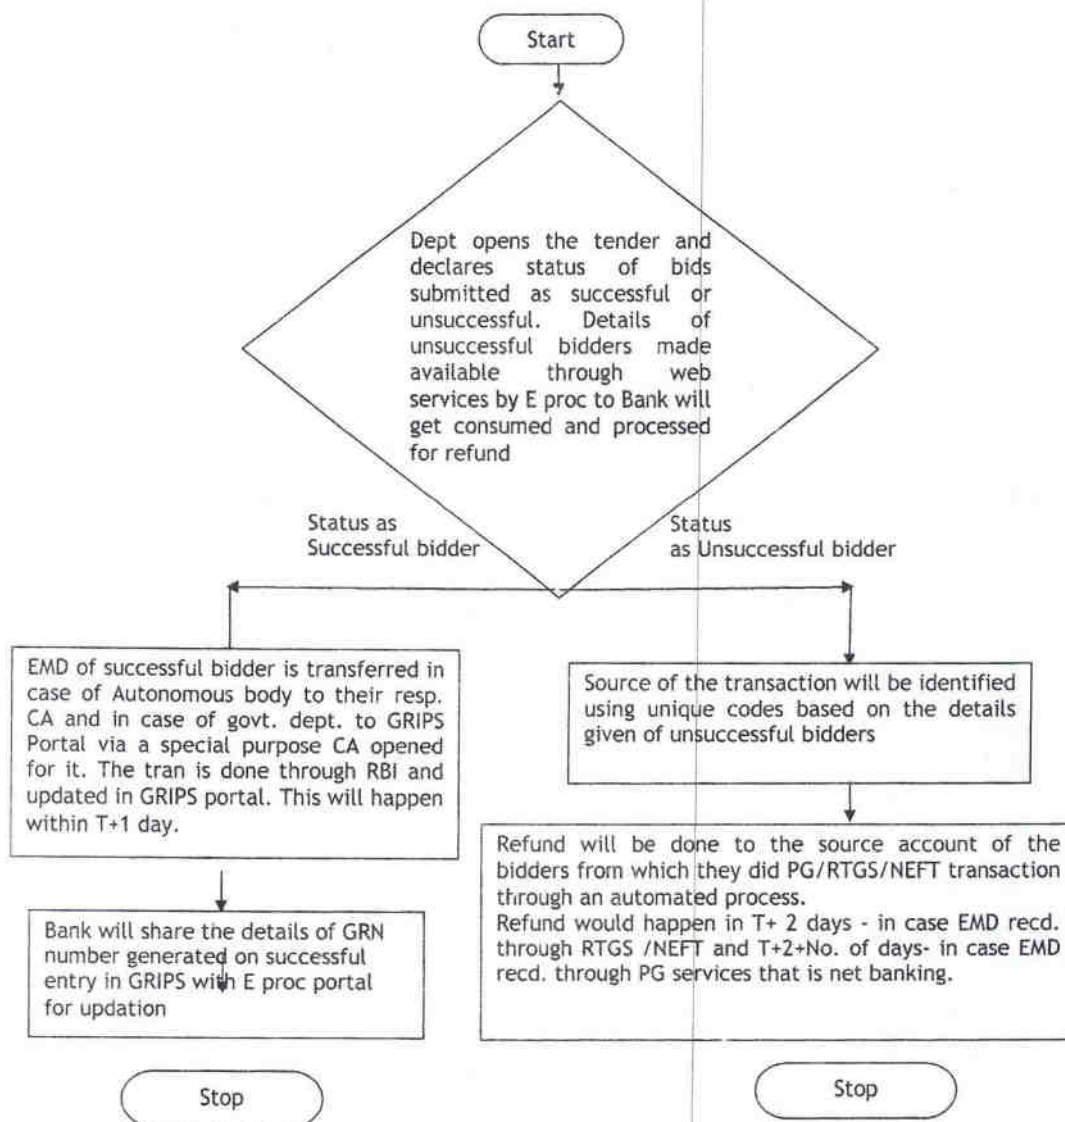 Start
Dept opens the tender and
declares status of bids
submitted as successful or
unsuccessful. Details of
unsuccessful bidders made
available through web
services by E proc to Bank will
get consumed and processed
for refund
Status as
Successful bidder
Status
as Unsuccessful bidder
EMD of successful bidder is transferred in
case of Autonomous body to their resp.
CA and in case of govt. dept. to GRIPS
Portal via a special purpose CA opened
for it. The tran is done through RBI and
updated in GRIPS portal. This will happen
within T+1 day.
Source of the transaction will be identified
using unique codes based on the details
given of unsuccessful bidders
Bank will share the details of GRN
number generated on successful
entry in GRIPS with E proc portal
for updation
Refund will be done to the source account of the
bidders from which they did PG/RTGS/NEFT transaction
through an automated process.
Refund would happen in T+ 2 days - in case EMD recd.
through RTGS /NEFT and T+2+No. of days- in case EMD
recd. through PG services that is net banking.
Stop
Stop